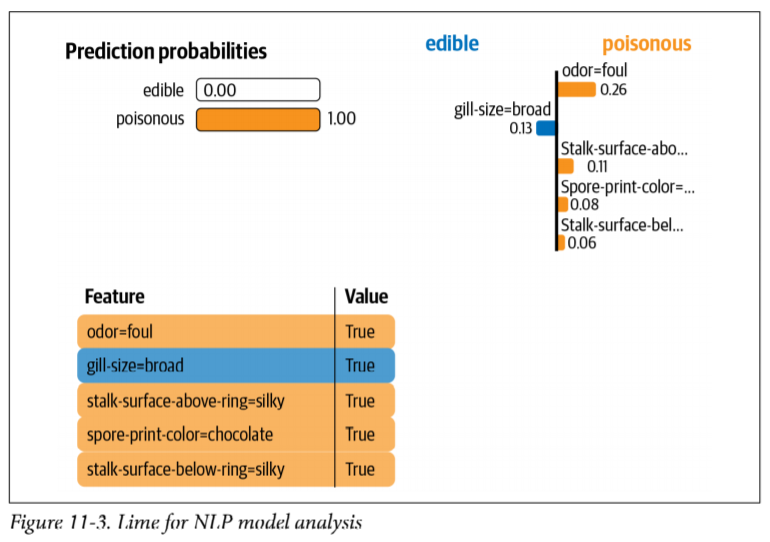 Prediction probabilities
edible 0.00
poisonous 1.00
edible poisonous
odor=foul
0.26
gill-size=broad
0.13
Stalk-surface-abo...
0.11
Spore-print-color=...
0.08
Stalk-surface-bel...
0.06
Feature Value
odor=foul True
gill-size=broad True
stalk-surface-above-ring=silky True
spore-print-color=chocolate True
stalk-surface-below-ring=silky True
Figure 11-3. Lime for NLP model analysis